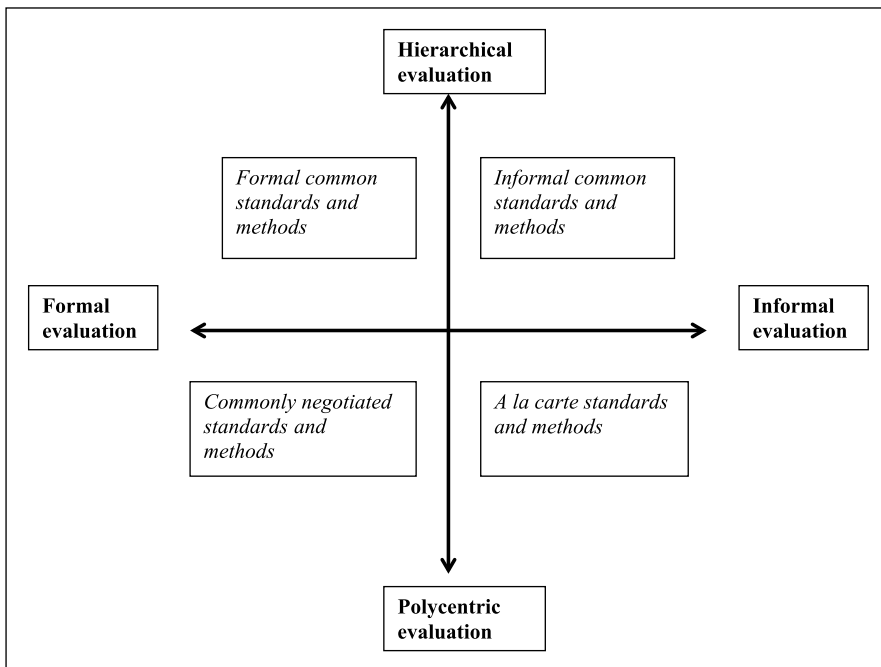 Hierarchical
evaluation
Formal common
standards and
methods
Informal common
standards and
methods
Formal
evaluation
Informal
evaluation
Commonly negotiated
standards and
methods
A la carte standards
and methods
Polycentric
evaluation